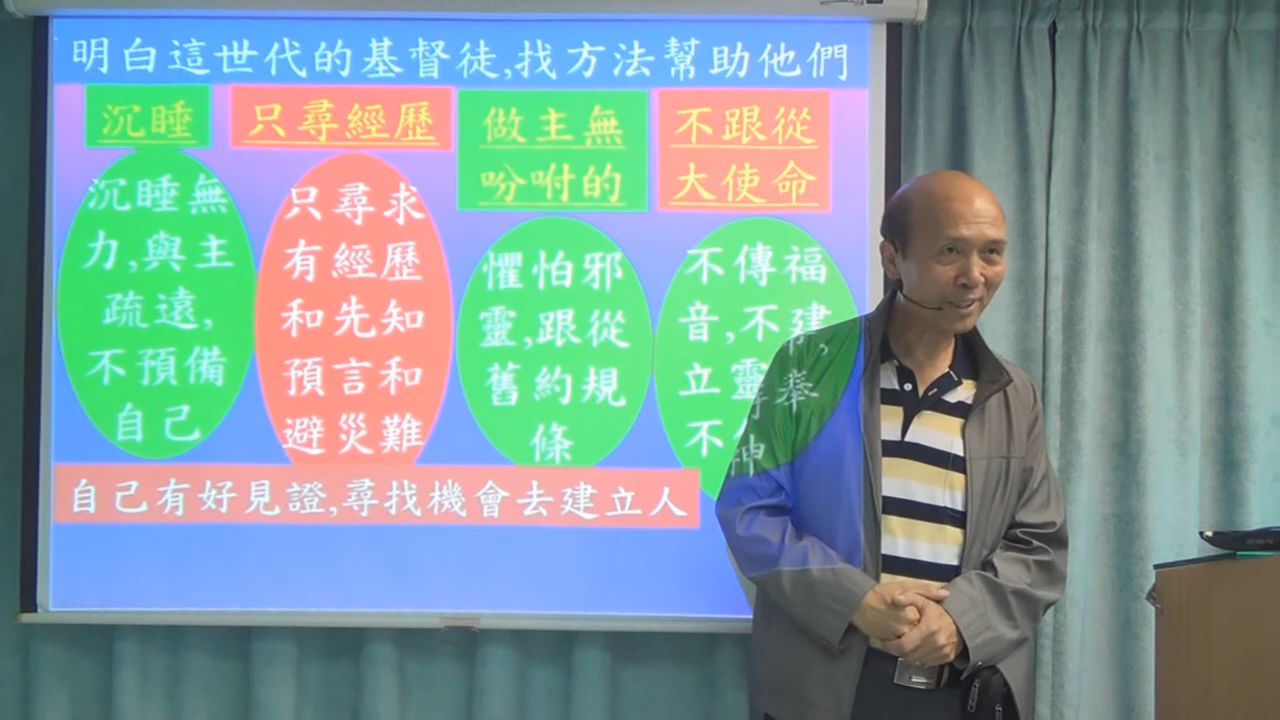 明白這世代的基督徒,找方法幫助他們
沉睡
沉睡無
力,與主
疏遠,
不預備
自己
只尋經歷
只尋求
有經歷
和先知
預言和
避災難
做主無
吩咐的
懼怕邪
靈,跟從
舊約規
條
不跟從
大使命
不傳福
音,不建
立靈
不
自己有好見證,尋找機會去建立人